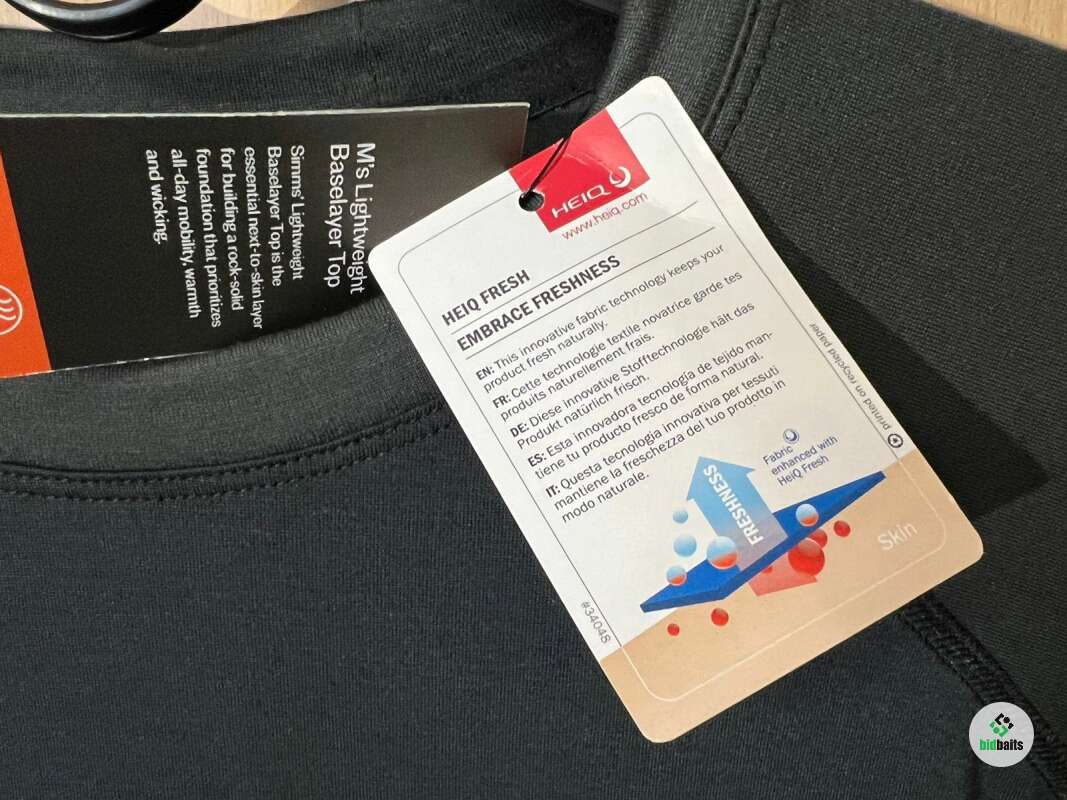 M's Lightweight
Baselayer Top
Simms' Lightweight
Baselayer Top is the
essential next-to-skin layer
for building a rock-solid
foundation that prioritizes
all-day mobility, warmth
and wicking.
HEIQ
www.heiq.com
HEIQ FRESH
EMBRACE FRESHNESS
EN: This innovative fabric technology keeps your
product fresh naturally.
FR: Cette technologie textile novatrice garde tes
produits naturellement frais.
DE: Diese innovative Stofftechnologie hält das
Produkt natürlich frisch.
ES: Esta innovadora tecnología de tejido man-
tiene tu producto fresco de forma natural.
IT: Questa tecnologia innovativa per tessuti
mantiene la freschezza del tuo prodotto in
modo naturale.
printed on recycled paper
Fabric
enhanced with
HeiQ Fresh
FRESHNESS
Skin
#34048
bidbaits